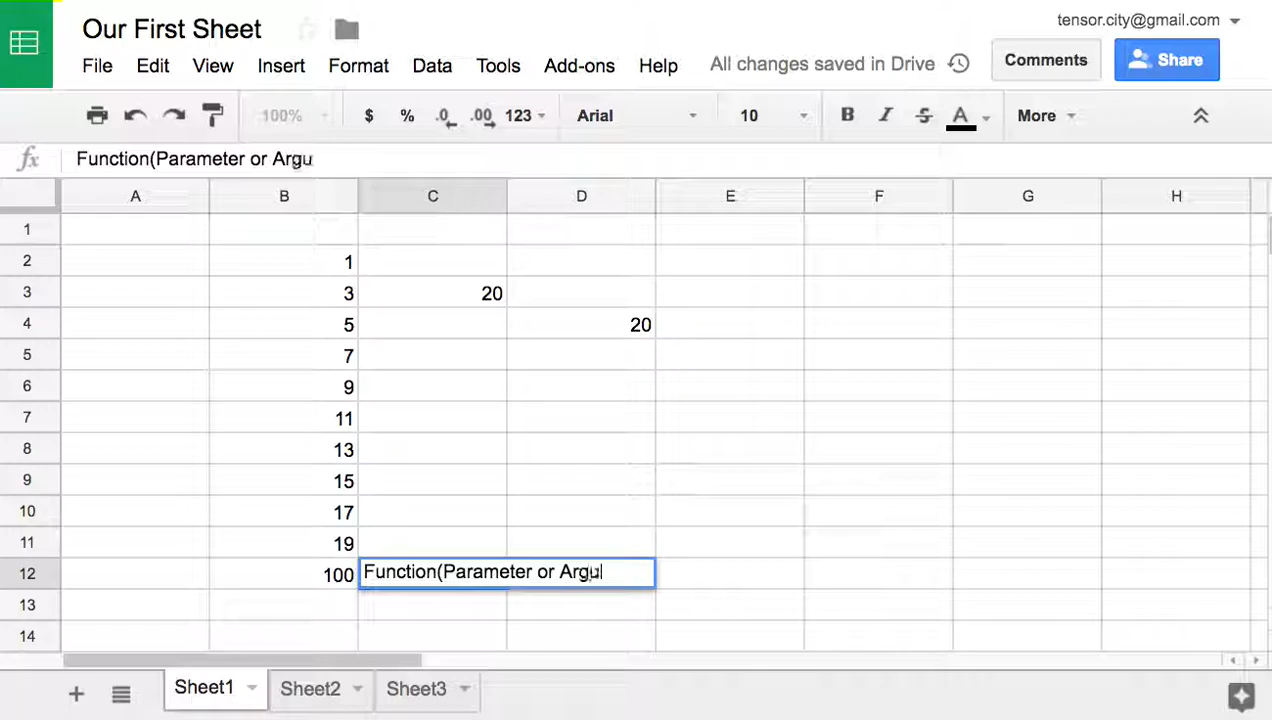 Our First Sheet
tensor.city@gmail.com
File Edit View Insert Format Data Tools Add-ons Help All changes saved in Drive Comments Share
100% $ % .0 .00 123 Arial 10 B I S A More
fx Function(Parameter or Argu
A B C D E F G H
1
2 1
3 3 20
4 5 20
5 7
6 9
7 11
8 13
9 15
10 17
11 19
12 100 Function(Parameter or Argu
13
14
Sheet1 Sheet2 Sheet3